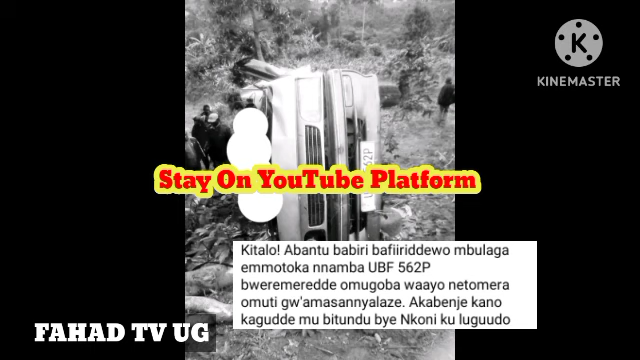 KINEMASTER
Stay On YouTube Platform
Kitalo! Abantu babiri bafiiriddewo mbulaga
emmotoka nnamba UBF 562P
bweremeredde omugoba waayo netomera
omuti gw'amasannyalaze. Akabenje kano
kagudde mu bitundu bye Nkoni ku luguudo
FAHAD TV UG